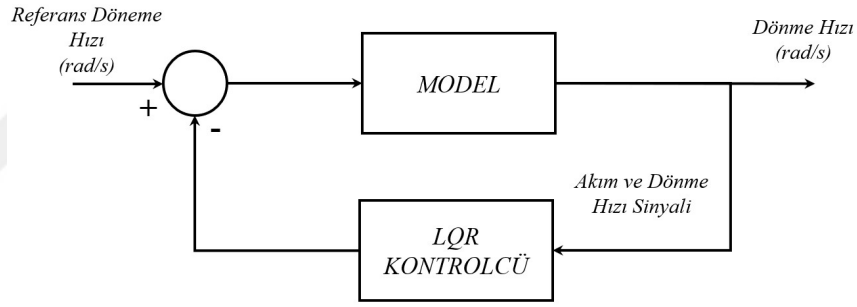 Referans Döneme
Hızı
(rad/s)
+
-
MODEL
Dönme Hızı
(rad/s)
Akım ve Dönme
Hızı Sinyali
LQR
KONTROLCÜ